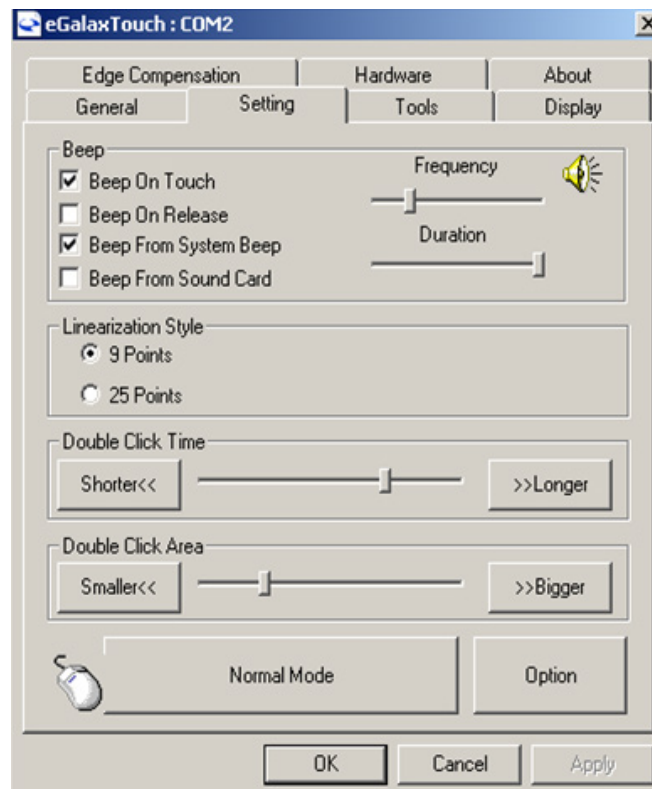 eGalaxTouch : COM2
Edge Compensation Hardware About
General Setting Tools Display
Beep
Beep On Touch
Beep On Release
Beep From System Beep
Beep From Sound Card
Frequency
Duration
Linearization Style
9 Points
25 Points
Double Click Time
Shorter<< >>Longer
Double Click Area
Smaller<< >>Bigger
Normal Mode Option
OK Cancel Apply